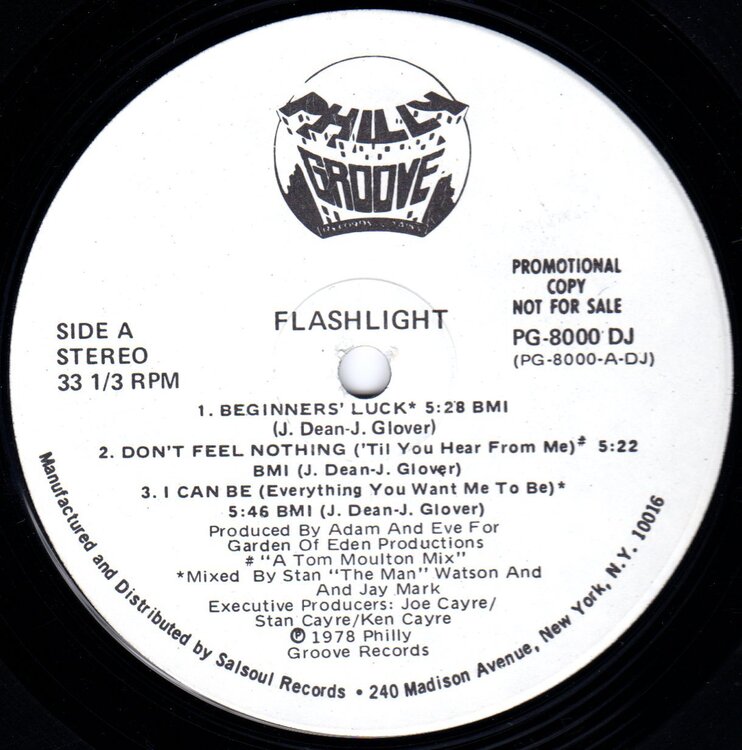 PHILLY
GROOVE
PROMOTIONAL
COPY
NOT FOR SALE
PG-8000 DJ
(PG-8000-A-DJ)
FLASHLIGHT
SIDE A
STEREO
33 1/3 RPM
1. BEGINNERS' LUCK* 5:28 BMI
(J. Dean-J. Glover)
2. DON'T FEEL NOTHING ('Til You Hear From Me)# 5:22
BMI (J. Dean-J. Glover)
3. I CAN BE (Everything You Want Me To Be)*
5:46 BMI (J. Dean-J. Glover)
Produced By Adam And Eve For
Garden Of Eden Productions
# "A Tom Moulton Mix"
*Mixed By Stan "The Man" Watson And
And Jay Mark
Executive Producers: Joe Cayre/
Stan Cayre/Ken Cayre
℗ 1978 Philly
Groove Records
Manufactured and Distributed by Salsoul Records • 240 Madison Avenue, New York, N.Y. 10016